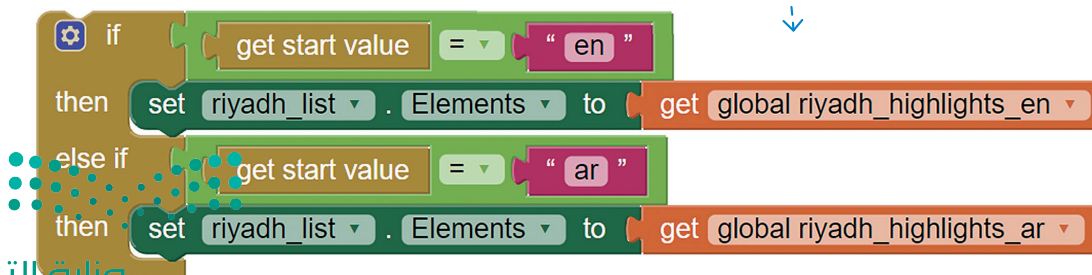 if get start value = “ en ”
then set riyadh_list . Elements to get global riyadh_highlights_en
else if get start value = “ ar ”
then set riyadh_list . Elements to get global riyadh_highlights_ar